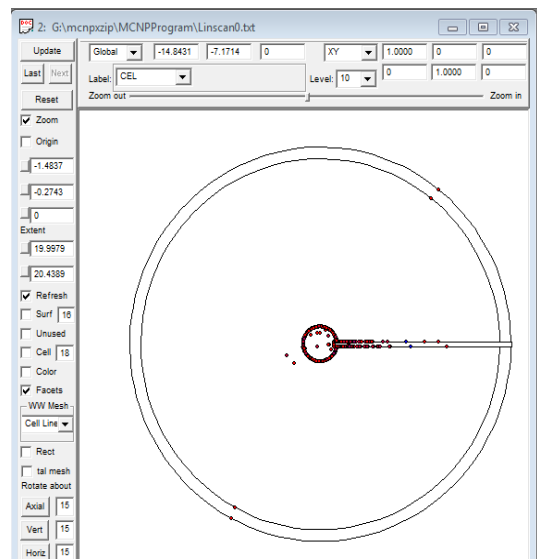 2: G:\mcnpxzip\MCNPProgram\Linscan0.txt
Update
Global -14.8431 -7.1714 0 XY 1.0000 0 0
Last Next
Label: CEL Level: 10 0 1.0000 0
Reset
Zoom out Zoom in
Zoom
Origin
-1.4837
-0.2743
0
Extent
19.9979
20.4389
Refresh
Surf 16
Unused
Cell 18
Color
Facets
WW Mesh
Cell Line
Rect
tal mesh
Rotate about
Axial 15
Vert 15
Horiz 15